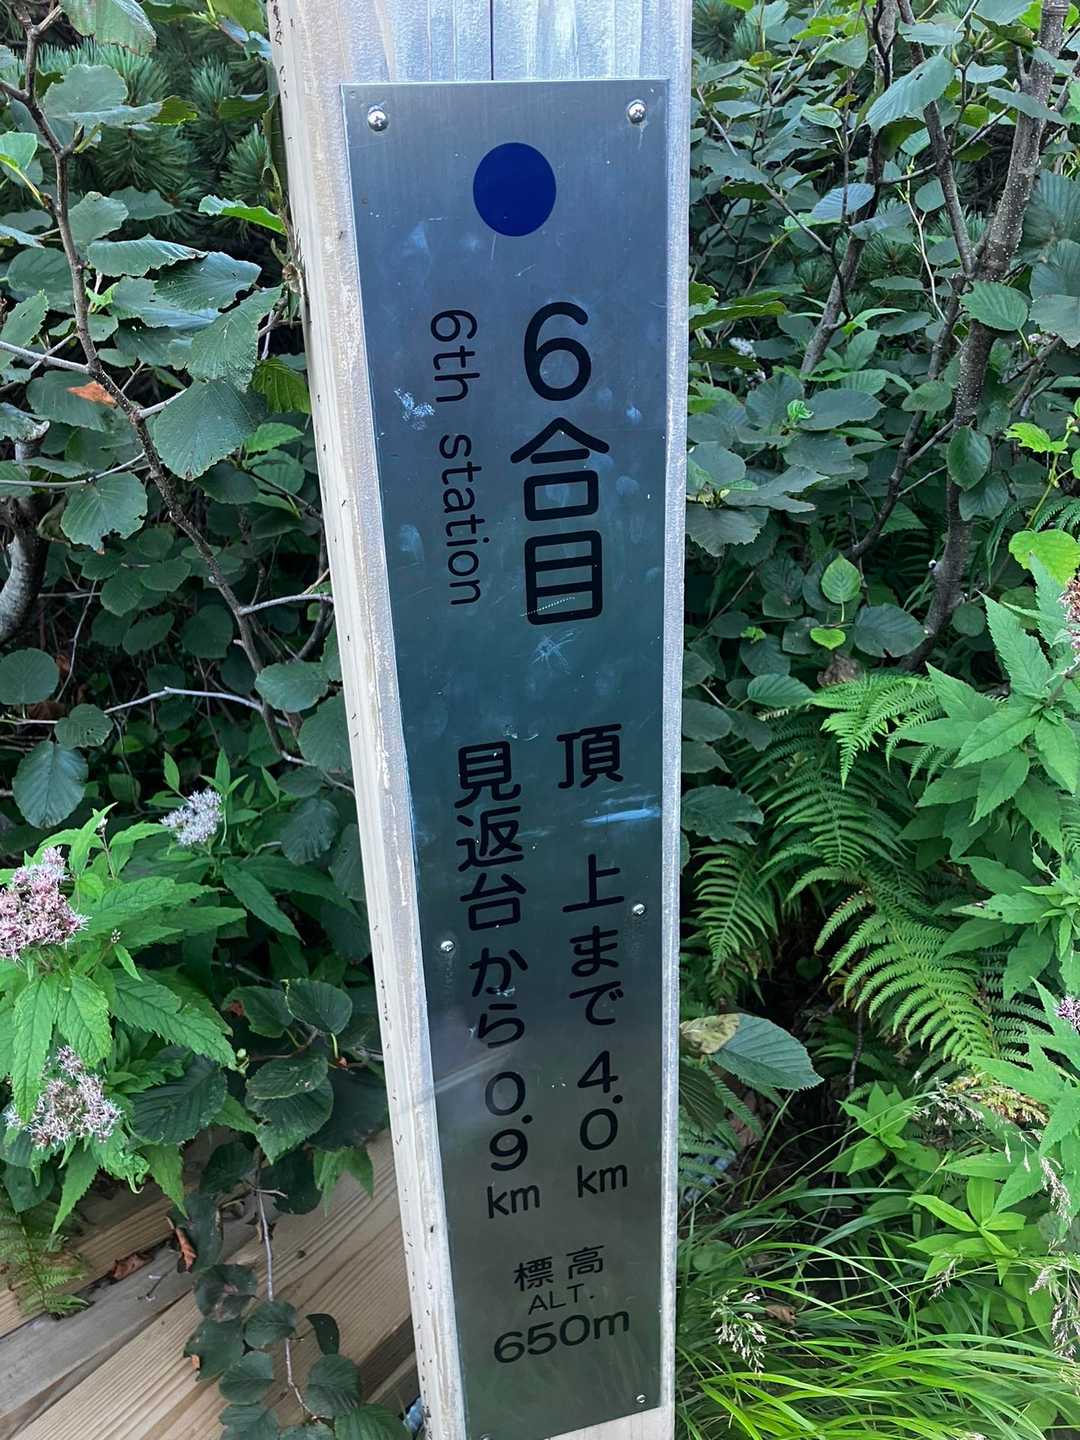 6合目
6th station
頂上まで4.0km
見返台から0.9km
標高
ALT.
650m